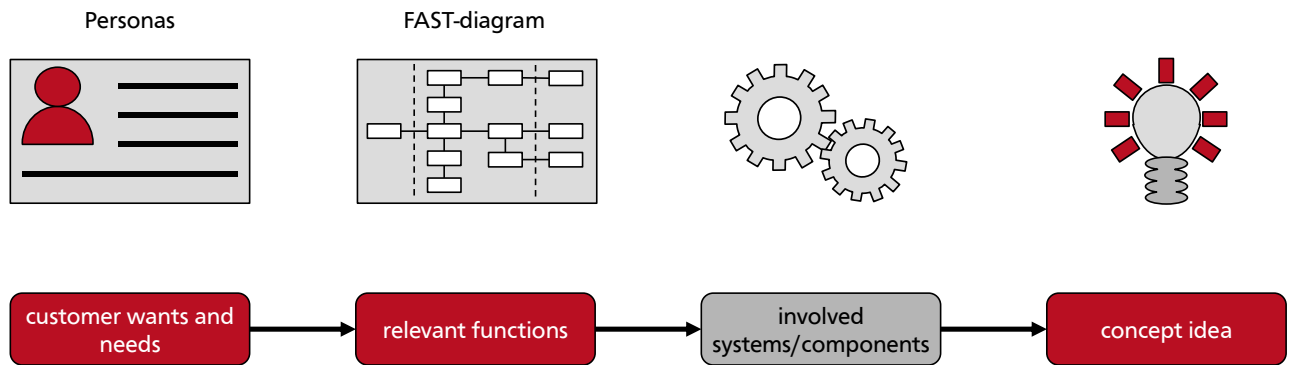 Personas
FAST-diagram
customer wants and
needs
relevant functions
involved
systems/components
concept idea